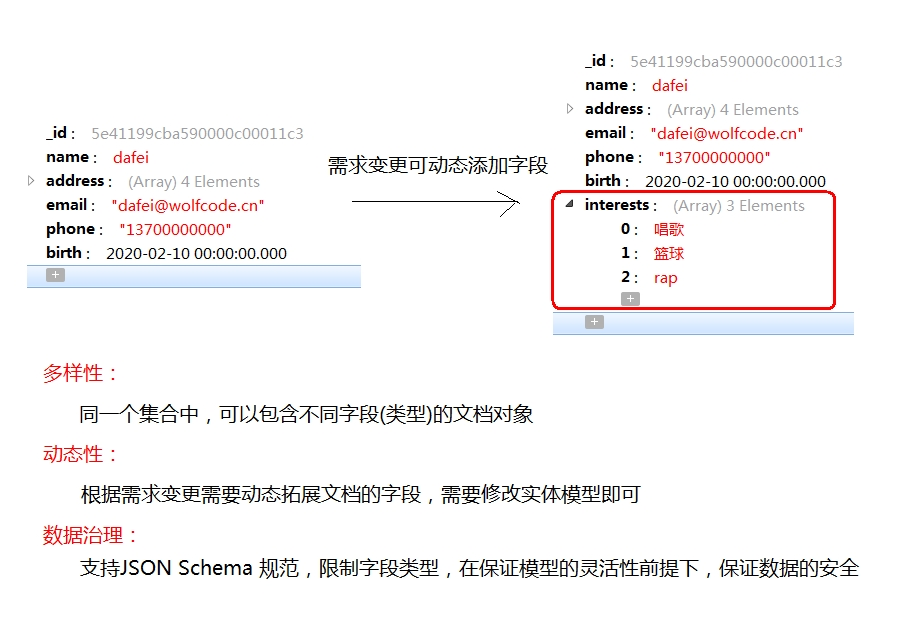 _id : 5e41199cba590000c00011c3
name : dafei
address : (Array) 4 Elements
email : "dafei@wolfcode.cn"
phone : "13700000000"
birth : 2020-02-10 00:00:00.000
需求变更可动态添加字段
_id : 5e41199cba590000c00011c3
name : dafei
address : (Array) 4 Elements
email : "dafei@wolfcode.cn"
phone : "13700000000"
birth : 2020-02-10 00:00:00.000
interests : (Array) 3 Elements
0 : 唱歌
1 : 篮球
2 : rap
多样性：
同一个集合中，可以包含不同字段(类型)的文档对象
动态性：
根据需求变更需要动态拓展文档的字段，需要修改实体模型即可
数据治理：
支持JSON Schema 规范，限制字段类型，在保证模型的灵活性前提下，保证数据的安全